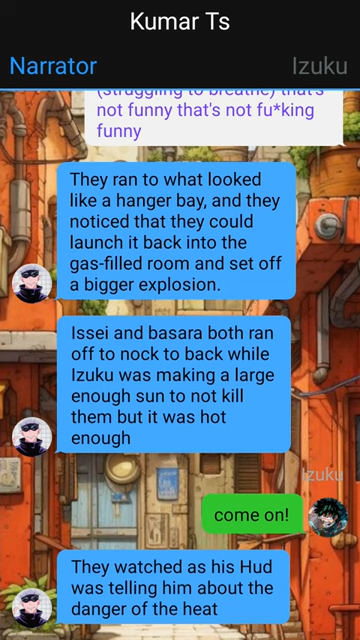 Kumar Ts
Narrator
Izuku
(struggling to breathe) that's
not funny that's not fu*king
funny
They ran to what looked
like a hanger bay, and they
noticed that they could
launch it back into the
gas-filled room and set off
a bigger explosion.
Issei and basara both ran
off to nock to back while
Izuku was making a large
enough sun to not kill
them but it was hot
enough
Izuku
come on!
They watched as his Hud
was telling him about the
danger of the heat